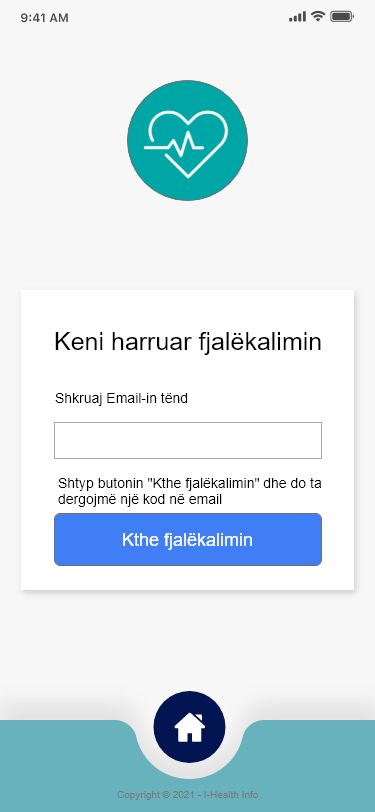 9:41 AM
Keni harruar fjalëkalimin
Shkruaj Email-in tënd
Shtyp butonin "Kthe fjalëkalimin" dhe do ta
dergojmë një kod në email
Kthe fjalëkalimin
Copyright © 2021 - I-Health Info